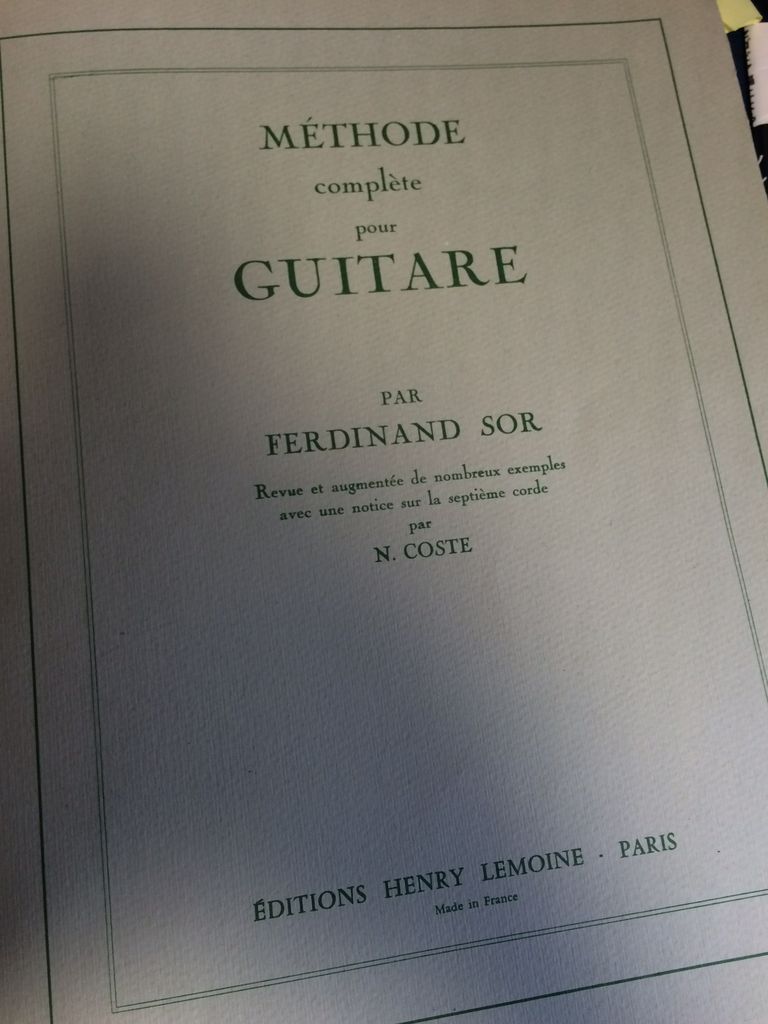 MÉTHODE
complète
pour
GUITARE
PAR
FERDINAND SOR
Revue et augmentée de nombreux exemples
avec une notice sur la septième corde
par
N. COSTE
ÉDITIONS HENRY LEMOINE · PARIS
Made in France